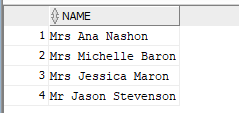 NAME
1 Mrs Ana Nashon
2 Mrs Michelle Baron
3 Mrs Jessica Maron
4 Mr Jason Stevenson